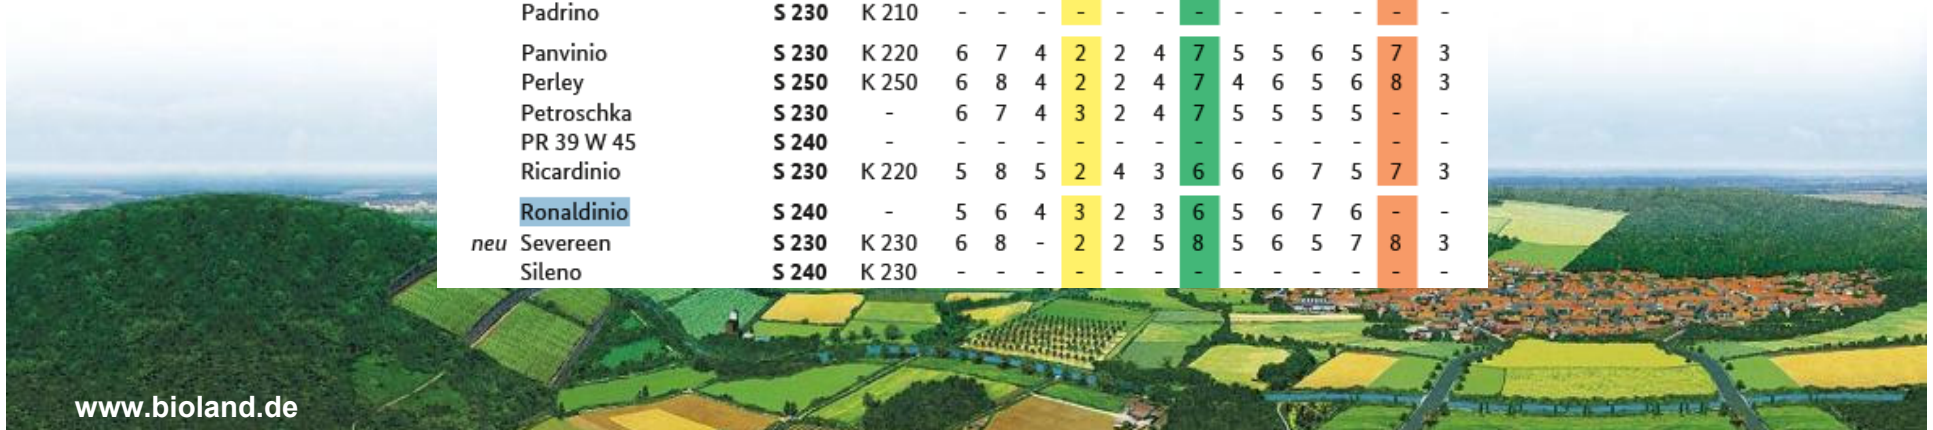 Padrino S 230 K 210 - - - - - - - - - - - - -
Panvinio S 230 K 220 6 7 4 2 2 4 7 5 5 6 5 7 3
Perley S 250 K 250 6 8 4 2 2 4 7 4 6 5 6 8 3
Petroschka S 230 - 6 7 4 3 2 4 7 5 5 5 5 - -
PR 39 W 45 S 240 - - - - - - - - - - - - - -
Ricardinio S 230 K 220 5 8 5 2 4 3 6 6 6 7 5 7 3
Ronaldinio S 240 - 5 6 4 3 2 3 6 5 6 7 6 - -
neu Severeen S 230 K 230 6 8 - 2 2 5 8 5 6 5 7 8 3
Sileno S 240 K 230 - - - - - - - - - - - - -
www.bioland.de